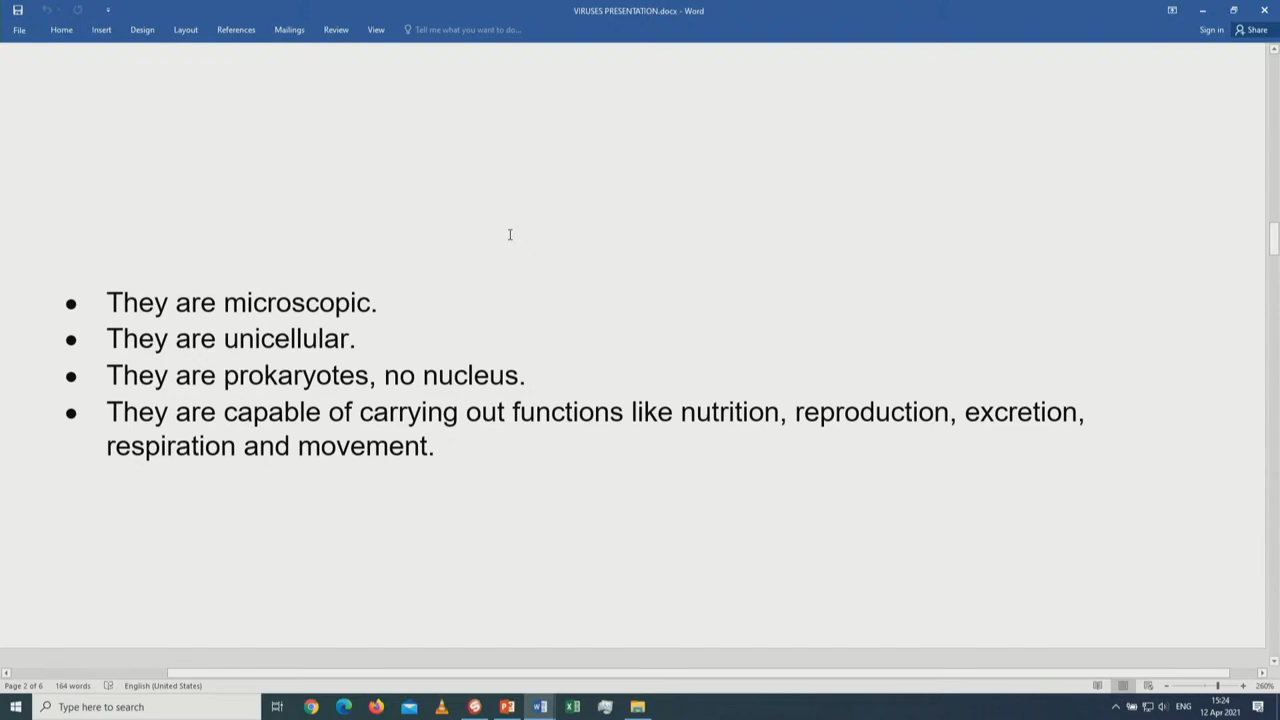 VIRUSES PRESENTATION.docx - Word
File Home Insert Design Layout References Mailings Review View Tell me what you want to do... Sign in Share
● They are microscopic.
● They are unicellular.
● They are prokaryotes, no nucleus.
● They are capable of carrying out functions like nutrition, reproduction, excretion,
respiration and movement.
Page 2 of 6 164 words English (United States) 260%
Type here to search ENG 15:24
12 Apr 2021